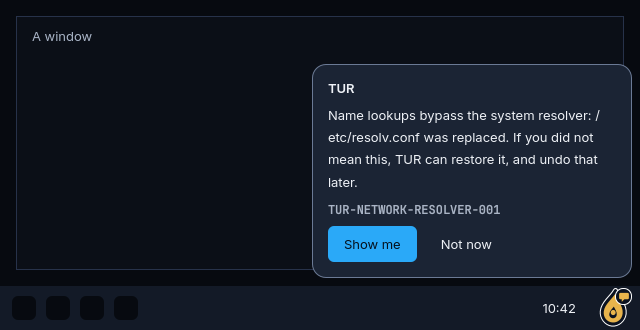 A window
TUR
Name lookups bypass the system resolver: /
etc/resolv.conf was replaced. If you did not
mean this, TUR can restore it, and undo that
later.
TUR-NETWORK-RESOLVER-001
Show me
Not now
10:42